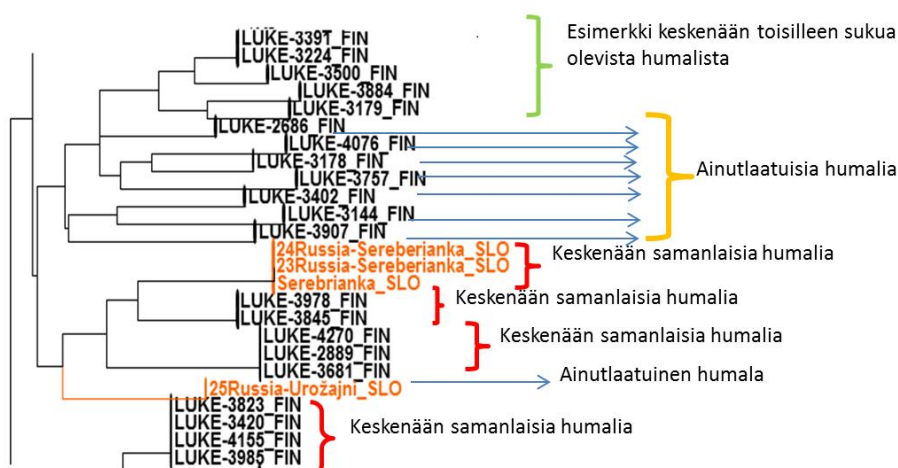 LUKE-3391_FIN
LUKE-3224_FIN
LUKE-3500_FIN
LUKE-3884_FIN
LUKE-3179_FIN
LUKE-2686_FIN
LUKE-4076_FIN
LUKE-3178_FIN
LUKE-3757_FIN
LUKE-3402_FIN
LUKE-3144_FIN
LUKE-3907_FIN
24Russia-Sereberianka_SLO
23Russia-Sereberianka_SLO
Serebrianka_SLO
LUKE-3978_FIN
LUKE-3845_FIN
LUKE-4270_FIN
LUKE-2889_FIN
LUKE-3681_FIN
25Russia-Urožajni_SLO
LUKE-3823_FIN
LUKE-3420_FIN
LUKE-4155_FIN
LUKE-3985_FIN
Esimerkki keskenään toisilleen sukua
olevista humalista
Ainutlaatuisia humalia
Keskenään samanlaisia humalia
Keskenään samanlaisia humalia
Keskenään samanlaisia humalia
Ainutlaatuinen humala
Keskenään samanlaisia humalia